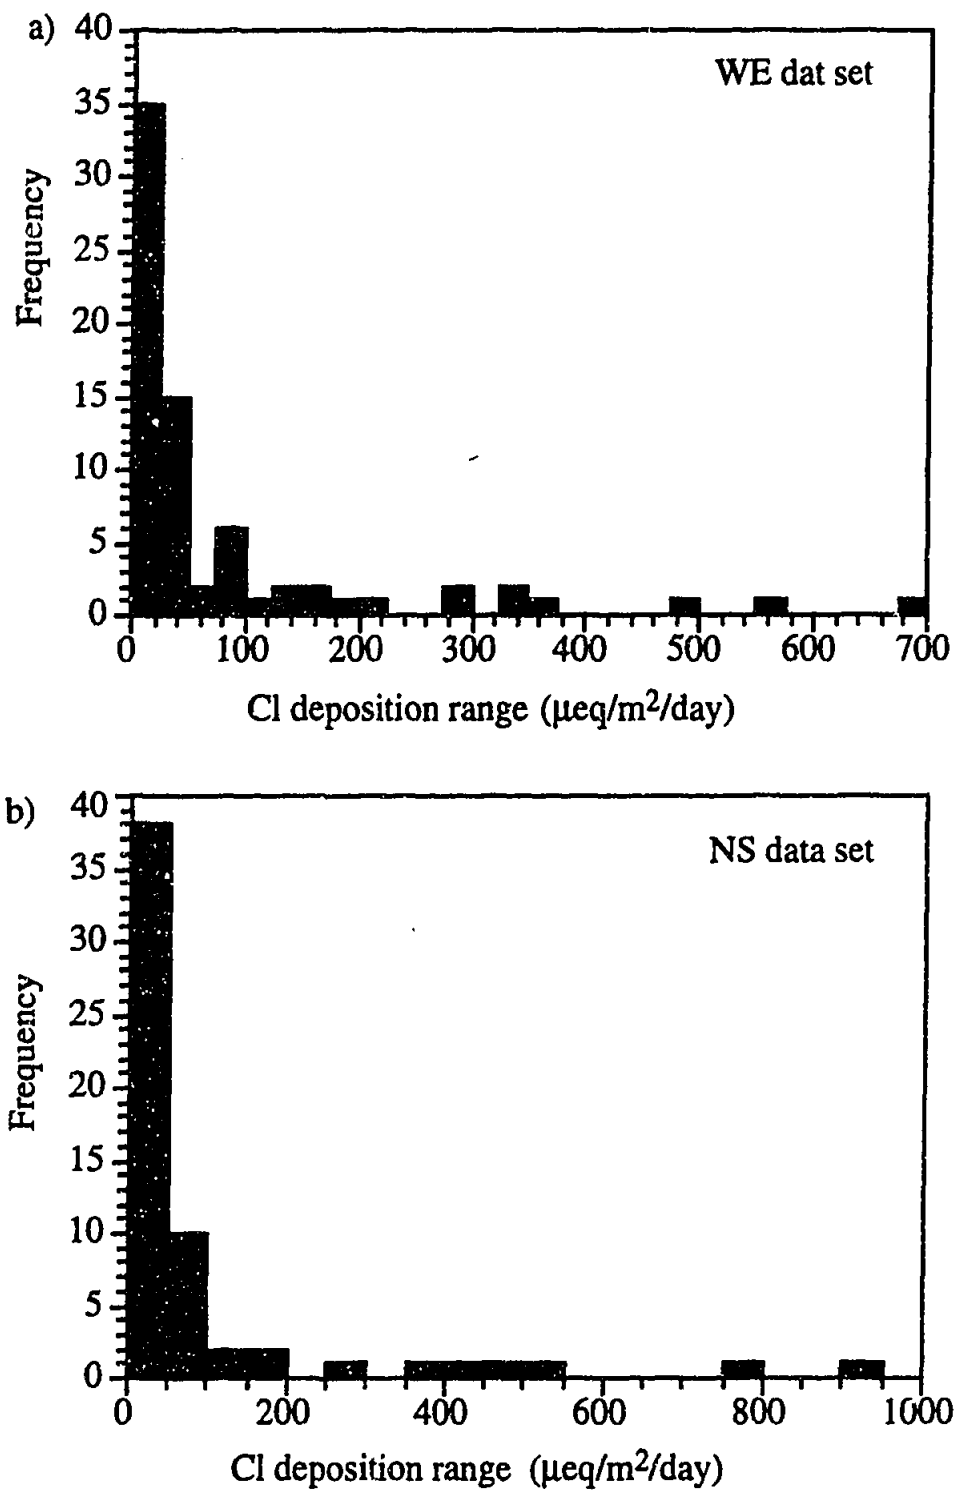 a)
WE dat set
40
35
30
25
20
15
10
5
0
Frequency
0 100 200 300 400 500 600 700
Cl deposition range (μeq/m2/day)
b)
NS data set
40
35
30
25
20
15
10
5
0
Frequency
0 200 400 600 800 1000
Cl deposition range (μeq/m2/day)